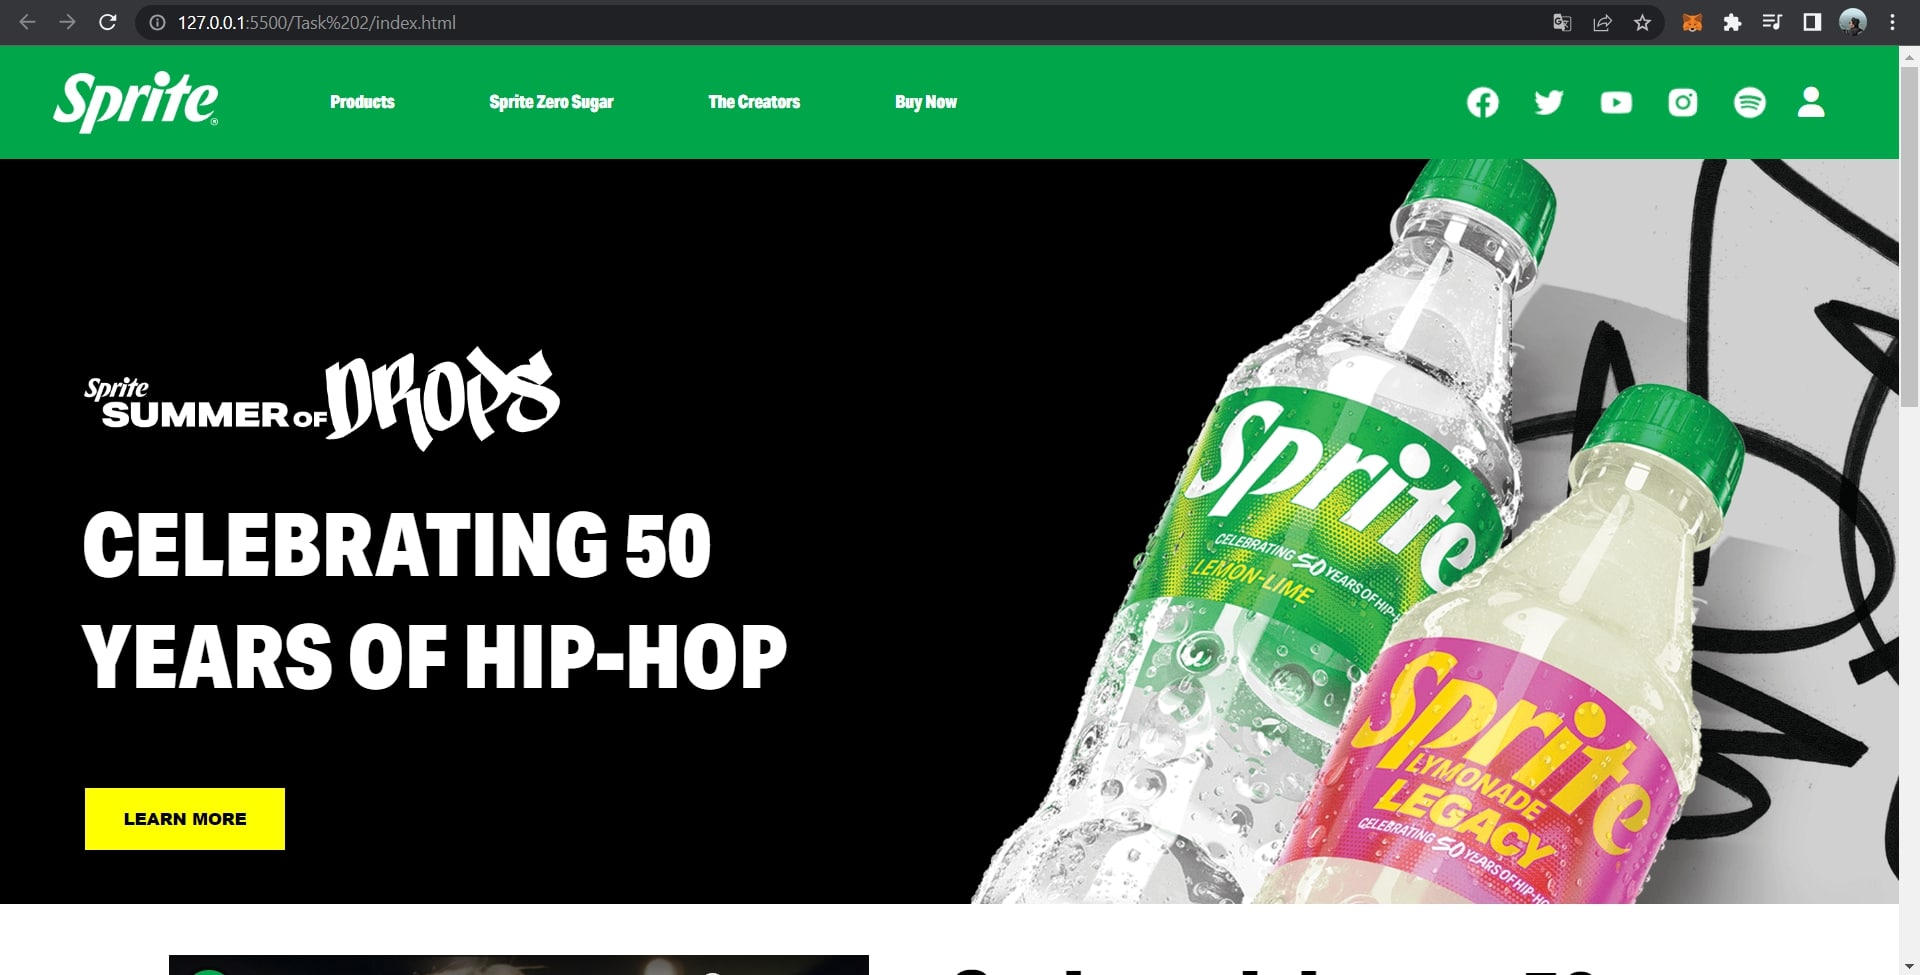 127.0.0.1:5500/Task%202/index.html
Sprite®
Products
Sprite Zero Sugar
The Creators
Buy Now
Sprite
SUMMER OF DROPS
CELEBRATING 50
YEARS OF HIP-HOP
LEARN MORE
Sprite
CELEBRATING 50 YEARS OF HIP-
LEMON-LIME
Sprite
LYMONADE
LEGACY
CELEBRATING 50 YEARS OF HIP-HO